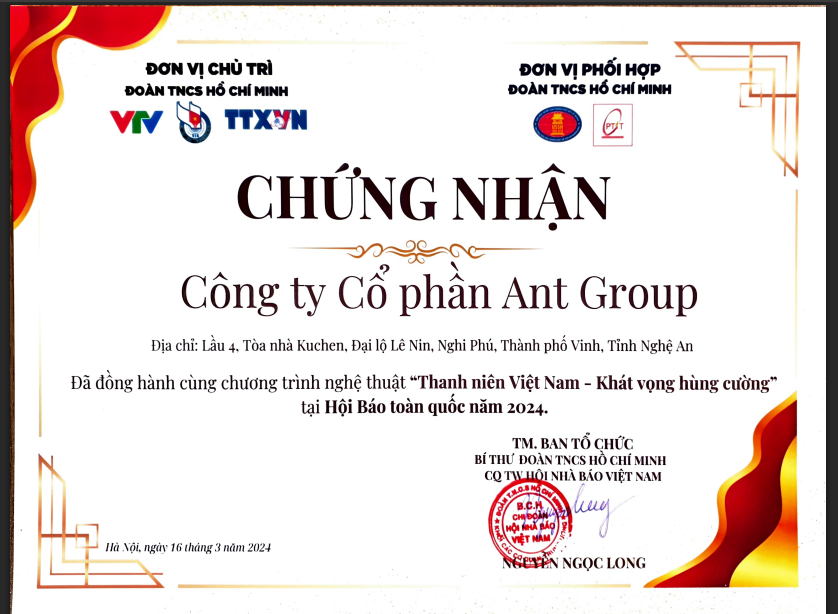 ĐƠN VỊ CHỦ TRÌ
ĐOÀN TNCS HỒ CHÍ MINH
VTV
TTXVN
ĐƠN VỊ PHỐI HỢP
ĐOÀN TNCS HỒ CHÍ MINH
PTIT
CHỨNG NHẬN
Công ty Cổ phần Ant Group
Địa chỉ: Lầu 4, Tòa nhà Kuchen, Đại lộ Lê Nin, Nghi Phú, Thành phố Vinh, Tỉnh Nghệ An
Đã đồng hành cùng chương trình nghệ thuật “Thanh niên Việt Nam - Khát vọng hùng cường”
tại Hội Báo toàn quốc năm 2024.
TM. BAN TỔ CHỨC
BÍ THƯ ĐOÀN TNCS HỒ CHÍ MINH
CQ TW HỘI NHÀ BÁO VIỆT NAM
ĐOÀN T.N.C.S HỒ CHÍ MINH
B.C.H
CHI ĐOÀN
HỘI NHÀ BÁO
VIỆT NAM
NGUYỄN NGỌC LONG
Hà Nội, ngày 16 tháng 3 năm 2024